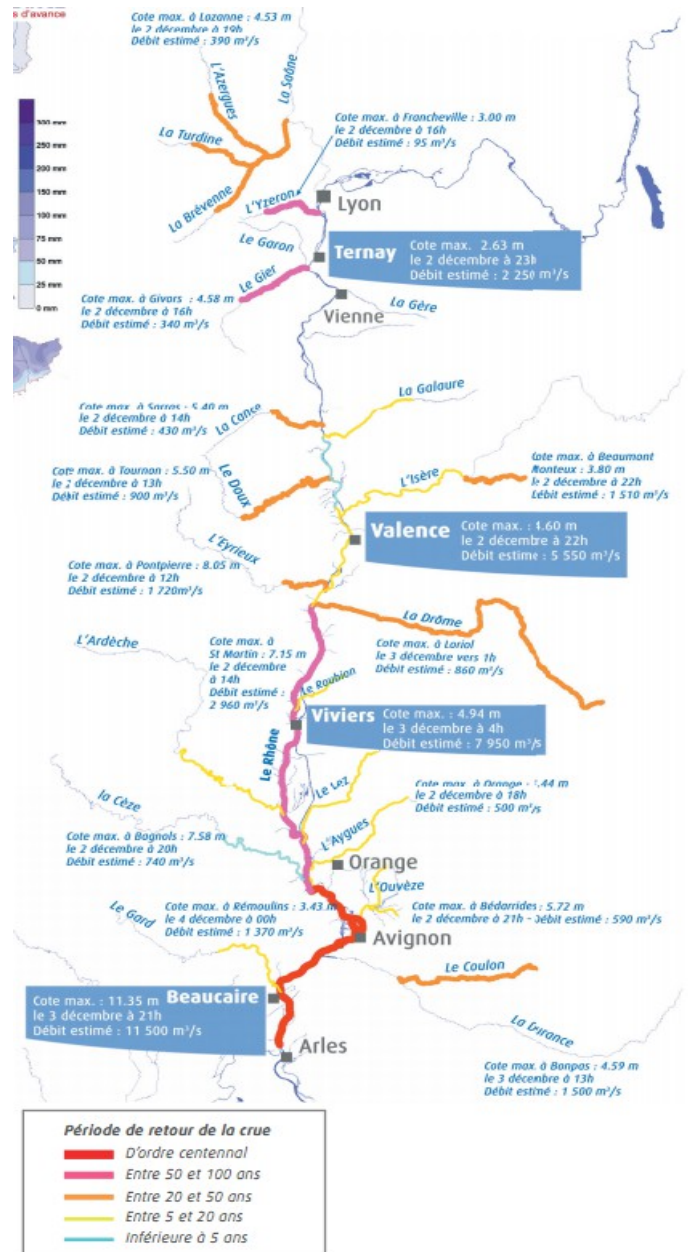 s d'avance
300 mm
250 mm
200 mm
150 mm
100 mm
75 mm
50 mm
25 mm
0 mm
Cote max. à Lozanne : 4.53 m
le 2 décembre à 19h
Débit estimé : 390 m³/s
L'Azergues
La Saône
La Turdine
La Brévenne
Cote max. à Francheville : 3.00 m
le 2 décembre à 16h
Débit estimé : 95 m³/s
L'Yzeron
Lyon
Le Garon
Ternay
Cote max. 2.63 m
le 2 décembre à 23h
Débit estimé : 2 250 m³/s
Le Gier
Cote max. à Givors : 4.58 m
le 2 décembre à 16h
Débit estimé : 340 m³/s
Vienne
La Gère
La Galaure
Cote max. à Sarras : 5.40 m
le 2 décembre à 14h
Débit estimé : 430 m³/s
La Cance
Cote max. à Tournon : 5.50 m
le 2 décembre à 13h
Débit estimé : 900 m³/s
Le Doux
L'Isère
Cote max. à Beaumont
Monteux : 3.80 m
le 2 décembre à 22h
Débit estimé : 1 510 m³/s
L'Eyrieux
Valence
Cote max. : 4.60 m
le 2 décembre à 22h
Débit estimé : 5 550 m³/s
Cote max. à Pontpierre : 8.05 m
le 2 décembre à 12h
Débit estimé : 1 720m³/s
La Drôme
L'Ardèche
Cote max. à
St Martin : 7.15 m
le 2 décembre
à 14h
Débit estimé :
2 960 m³/s
Cote max. à Loriol
le 3 décembre vers 1h
Débit estimé : 860 m³/s
Le Roubion
Viviers
Cote max. : 4.94 m
le 3 décembre à 4h
Débit estimé : 7 950 m³/s
Le Rhône
Le Lez
la Cèze
Cote max. à Orange : .44 m
le 2 décembre à 18h
Débit estimé : 500 m³/s
Cote max. à Bagnols : 7.58 m
le 2 décembre à 20h
Débit estimé : 740 m³/s
L'Aygues
Orange
L'Ouvèze
Le Gard
Cote max. à Rémoulins : 3.43 m
le 4 décembre à 00h
Débit estimé : 1 370 m³/s
Cote max. à Bédarrides : 5.72 m
le 2 décembre à 21h - Débit estimé : 590 m³/s
Avignon
Le Coulon
Beaucaire
Cote max. : 11.35 m
le 3 décembre à 21h
Débit estimé : 11 500 m³/s
La Durance
Arles
Cote max. à Bonpas : 4.59 m
le 3 décembre à 13h
Débit estimé : 1 500 m³/s
Période de retour de la crue
D'ordre centennal
Entre 50 et 100 ans
Entre 20 et 50 ans
Entre 5 et 20 ans
Inférieure à 5 ans